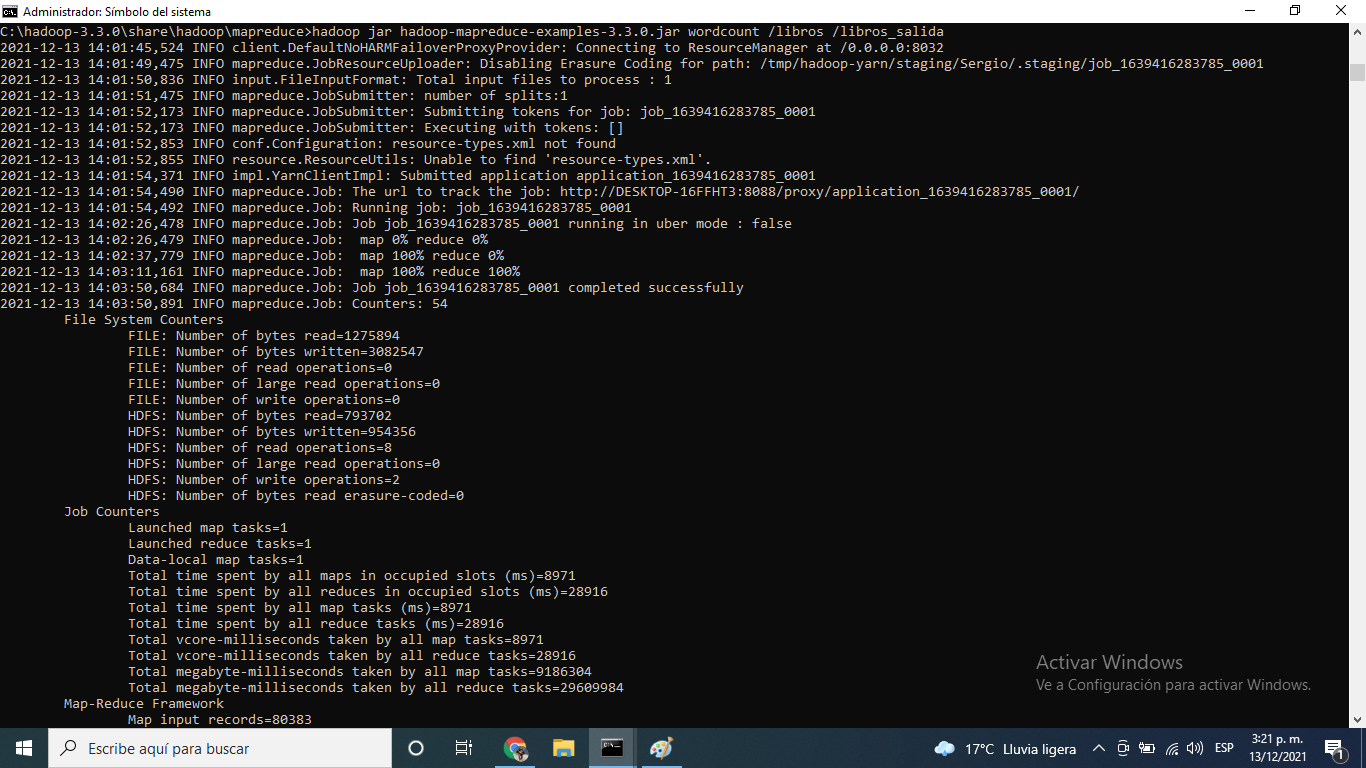 Administrador: Símbolo del sistema
C:\hadoop-3.3.0\share\hadoop\mapreduce>hadoop jar hadoop-mapreduce-examples-3.3.0.jar wordcount /libros /libros_salida
2021-12-13 14:01:45,524 INFO client.DefaultNoHARMFailoverProxyProvider: Connecting to ResourceManager at /0.0.0.0:8032
2021-12-13 14:01:49,475 INFO mapreduce.JobResourceUploader: Disabling Erasure Coding for path: /tmp/hadoop-yarn/staging/Sergio/.staging/job_1639416283785_0001
2021-12-13 14:01:50,836 INFO input.FileInputFormat: Total input files to process : 1
2021-12-13 14:01:51,475 INFO mapreduce.JobSubmitter: number of splits:1
2021-12-13 14:01:52,173 INFO mapreduce.JobSubmitter: Submitting tokens for job: job_1639416283785_0001
2021-12-13 14:01:52,173 INFO mapreduce.JobSubmitter: Executing with tokens: []
2021-12-13 14:01:52,853 INFO conf.Configuration: resource-types.xml not found
2021-12-13 14:01:52,855 INFO resource.ResourceUtils: Unable to find 'resource-types.xml'.
2021-12-13 14:01:54,371 INFO impl.YarnClientImpl: Submitted application application_1639416283785_0001
2021-12-13 14:01:54,490 INFO mapreduce.Job: The url to track the job: http://DESKTOP-16FFHT3:8088/proxy/application_1639416283785_0001/
2021-12-13 14:01:54,492 INFO mapreduce.Job: Running job: job_1639416283785_0001
2021-12-13 14:02:26,478 INFO mapreduce.Job: Job job_1639416283785_0001 running in uber mode : false
2021-12-13 14:02:26,479 INFO mapreduce.Job:  map 0% reduce 0%
2021-12-13 14:02:37,779 INFO mapreduce.Job:  map 100% reduce 0%
2021-12-13 14:03:11,161 INFO mapreduce.Job:  map 100% reduce 100%
2021-12-13 14:03:50,684 INFO mapreduce.Job: Job job_1639416283785_0001 completed successfully
2021-12-13 14:03:50,891 INFO mapreduce.Job: Counters: 54
File System Counters
FILE: Number of bytes read=1275894
FILE: Number of bytes written=3082547
FILE: Number of read operations=0
FILE: Number of large read operations=0
FILE: Number of write operations=0
HDFS: Number of bytes read=793702
HDFS: Number of bytes written=954356
HDFS: Number of read operations=8
HDFS: Number of large read operations=0
HDFS: Number of write operations=2
HDFS: Number of bytes read erasure-coded=0
Job Counters
Launched map tasks=1
Launched reduce tasks=1
Data-local map tasks=1
Total time spent by all maps in occupied slots (ms)=8971
Total time spent by all reduces in occupied slots (ms)=28916
Total time spent by all map tasks (ms)=8971
Total time spent by all reduce tasks (ms)=28916
Total vcore-milliseconds taken by all map tasks=8971
Total vcore-milliseconds taken by all reduce tasks=28916
Total megabyte-milliseconds taken by all map tasks=9186304
Total megabyte-milliseconds taken by all reduce tasks=29609984
Map-Reduce Framework
Map input records=80383
Activar Windows
Ve a Configuración para activar Windows.
Escribe aquí para buscar
17°C Lluvia ligera
ESP
3:21 p. m.
13/12/2021
1